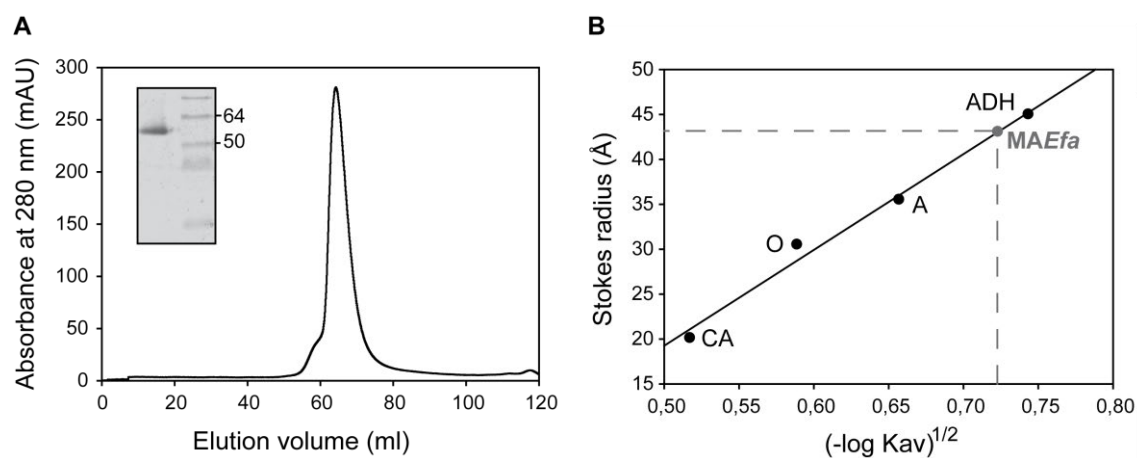 A
Absorbance at 280 nm (mAU)
300
250
200
150
100
50
0
64
50
0
20
40
60
80
100
120
Elution volume (ml)
B
Stokes radius (Å)
50
45
40
35
30
25
20
15
ADH
MAEfa
A
O
CA
0,50
0,55
0,60
0,65
0,70
0,75
0,80
(-log Kav)1/2